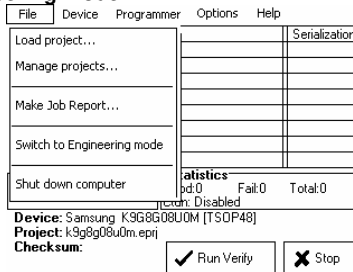 File Device Programmer Options Help
Load project...
Manage projects...
Make Job Report...
Switch to Engineering mode
Shut down computer
Serialization
atistics
Fail:0 Total:0
Disabled
Device: Samsung K9G8G08U0M [TSOP48]
Project: k9g8g08u0m.eprj
Checksum:
Run Verify Stop